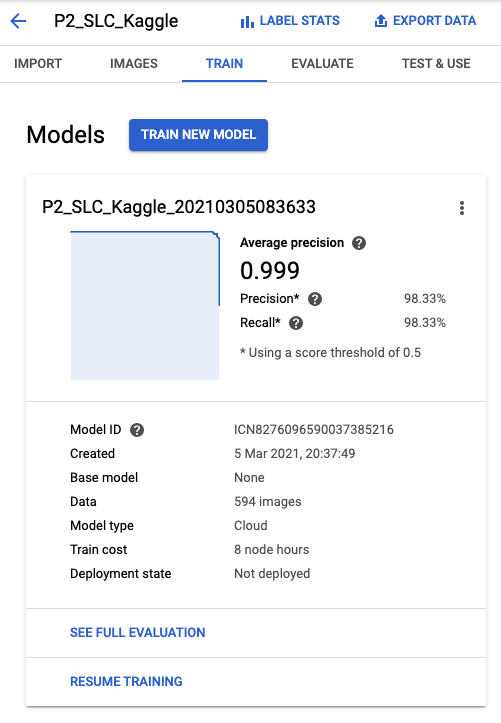 P2_SLC_Kaggle
LABEL STATS
EXPORT DATA
IMPORT
IMAGES
TRAIN
EVALUATE
TEST & USE
Models
TRAIN NEW MODEL
P2_SLC_Kaggle_20210305083633
Average precision ?
0.999
Precision* ? 98.33%
Recall* ? 98.33%
* Using a score threshold of 0.5
Model ID ? ICN8276096590037385216
Created 5 Mar 2021, 20:37:49
Base model None
Data 594 images
Model type Cloud
Train cost 8 node hours
Deployment state Not deployed
SEE FULL EVALUATION
RESUME TRAINING